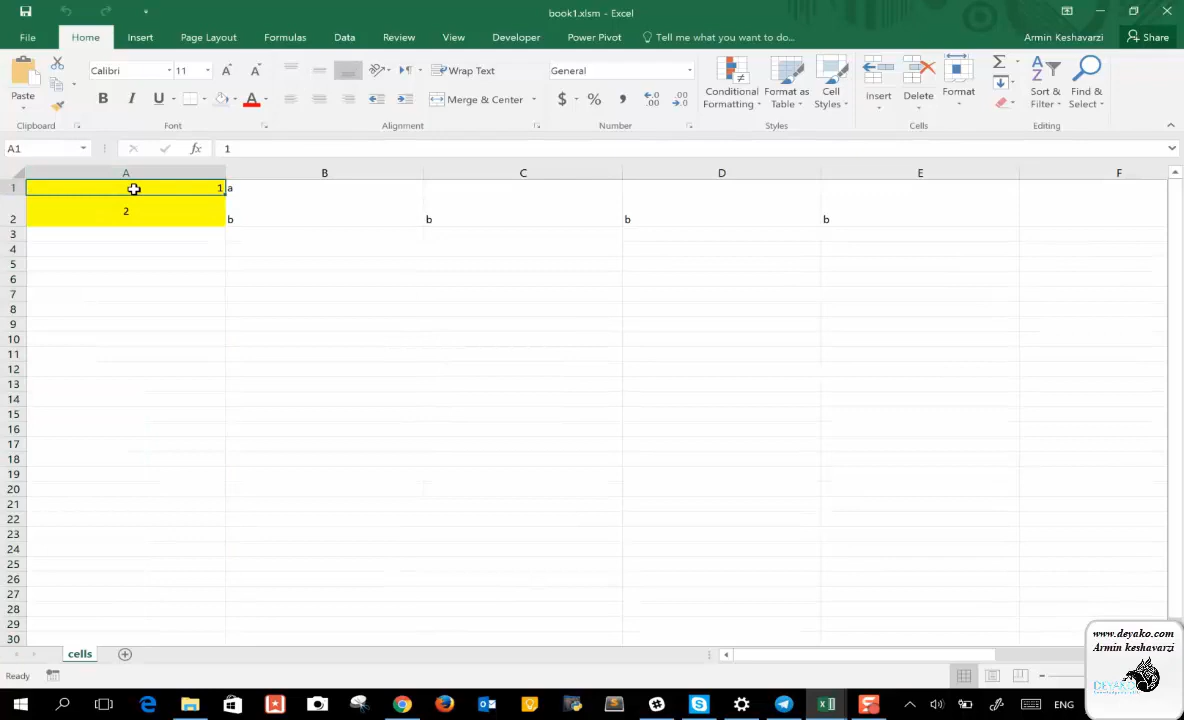 book1.xlsm - Excel
File Home Insert Page Layout Formulas Data Review View Developer Power Pivot Tell me what you want to do... Armin Keshavarzi Share
Calibri 11 Wrap Text General
Paste B I U Merge & Center $ % , Conditional Formatting Format as Table Cell Styles Insert Delete Format Sort & Filter Find & Select
Clipboard Font Alignment Number Styles Cells Editing
A1 fx 1
A B C D E F
1 1 a
2 2 b b b b
3
4
5
6
7
8
9
10
11
12
13
14
15
16
17
18
19
20
21
22
23
24
25
26
27
28
29
30
cells
Ready
www.deyako.com
Armin keshavarzi
DEYAKO
ENG